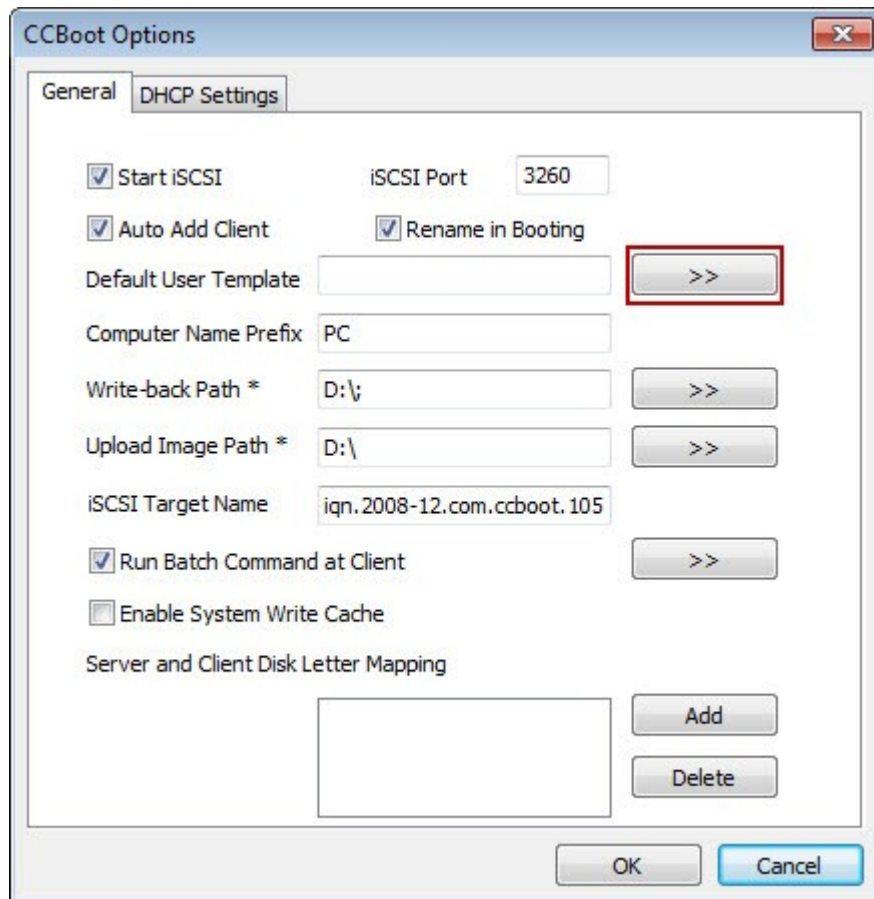 CCBoot Options
General DHCP Settings
Start iSCSI iSCSI Port 3260
Auto Add Client Rename in Booting
Default User Template >>
Computer Name Prefix PC
Write-back Path * D:\; >>
Upload Image Path * D:\ >>
iSCSI Target Name iqn.2008-12.com.ccboot.105
Run Batch Command at Client >>
Enable System Write Cache
Server and Client Disk Letter Mapping
Add
Delete
OK Cancel